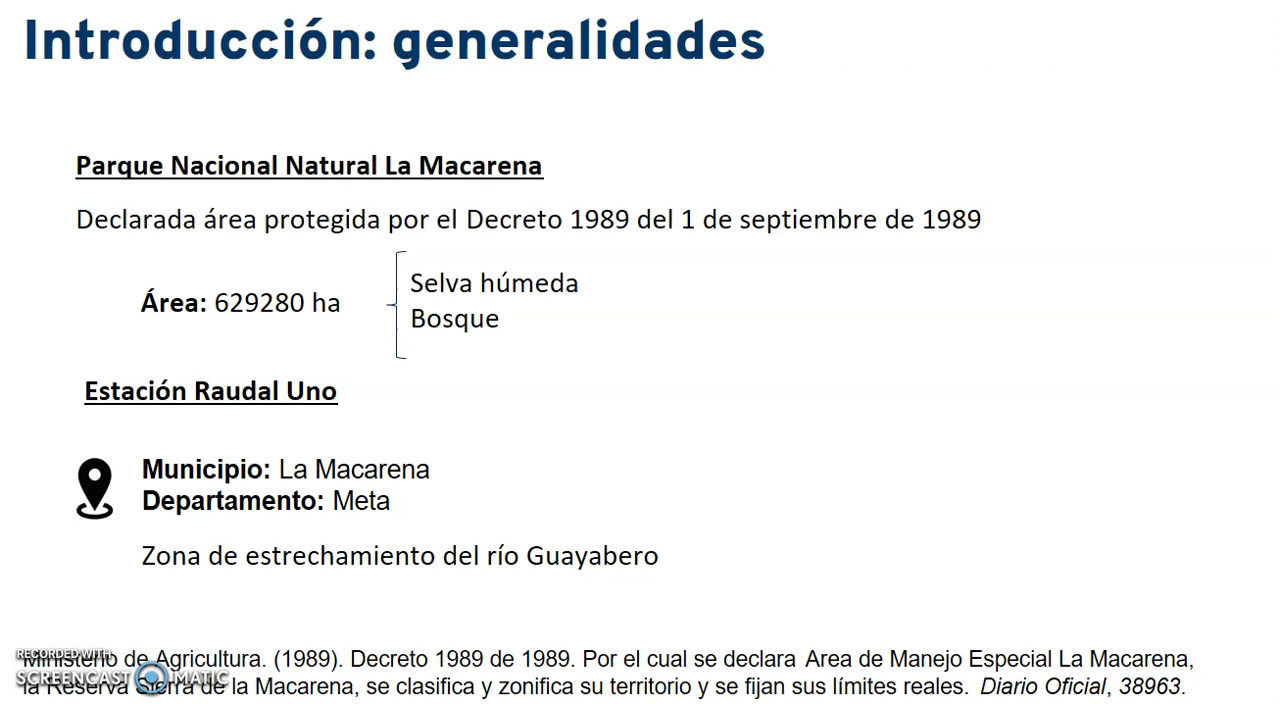 Introducción: generalidades
Parque Nacional Natural La Macarena
Declarada área protegida por el Decreto 1989 del 1 de septiembre de 1989
Área: 629280 ha
Selva húmeda
Bosque
Estación Raudal Uno
Municipio: La Macarena
Departamento: Meta
Zona de estrechamiento del río Guayabero
Ministerio de Agricultura. (1989). Decreto 1989 de 1989. Por el cual se declara Area de Manejo Especial La Macarena,
la Reserva Sierra de la Macarena, se clasifica y zonifica su territorio y se fijan sus límites reales. Diario Oficial, 38963.
RECORDED WITH
SCREENCAST MATIC